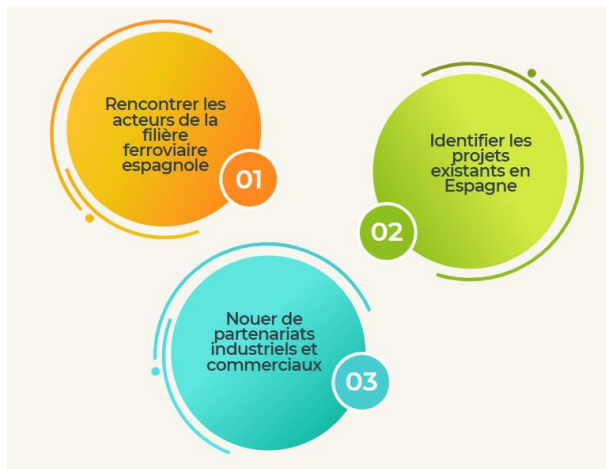 Rencontrer les
acteurs de la
filière
ferroviaire
espagnole
01
Identifier les
projets
existants en
Espagne
02
Nouer de
partenariats
industriels et
commerciaux
03